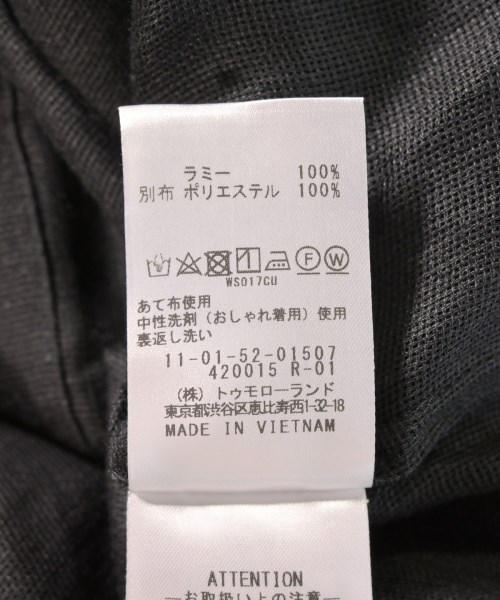 ラミー 100%
別布 ポリエステル 100%
F W
WS017CU
あて布使用
中性洗剤（おしゃれ着用）使用
裏返し洗い
11-01-52-01507
420015 R-01
（株）トゥモローランド
東京都渋谷区恵比寿西1-32-18
MADE IN VIETNAM
ATTENTION
―お取扱い上の注意―